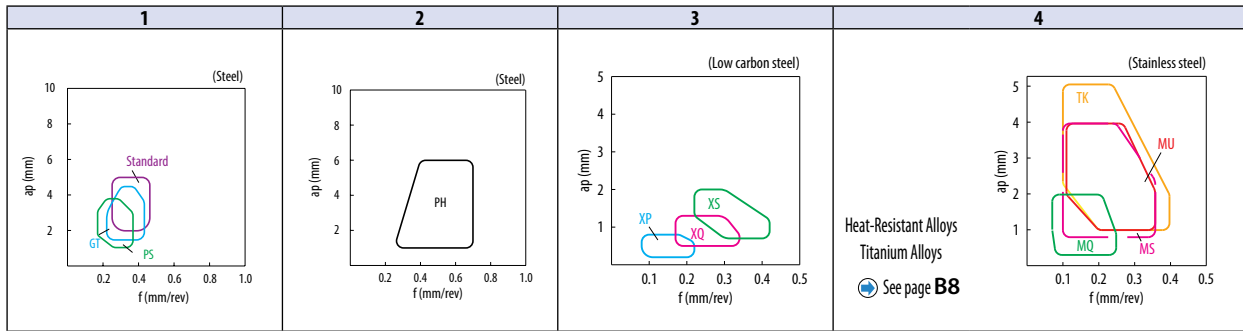 1
2
3
4
(Steel)
10
8
6
4
2
ap (mm)
Standard
GT
PS
0.2
0.4
0.6
0.8
1
f (mm/rev)
(Steel)
10
8
6
4
2
ap (mm)
PH
0.2
0.4
0.6
0.8
1
f (mm/rev)
(Low carbon steel)
5
4
3
2
1
ap (mm)
XP
XQ
XS
0.1
0.2
0.3
0.4
0.5
f (mm/rev)
Heat-Resistant Alloys
Titanium Alloys
See page B8
(Stainless steel)
5
4
3
2
1
ap (mm)
TK
MU
MQ
MS
0.1
0.2
0.3
0.4
0.5
f (mm/rev)